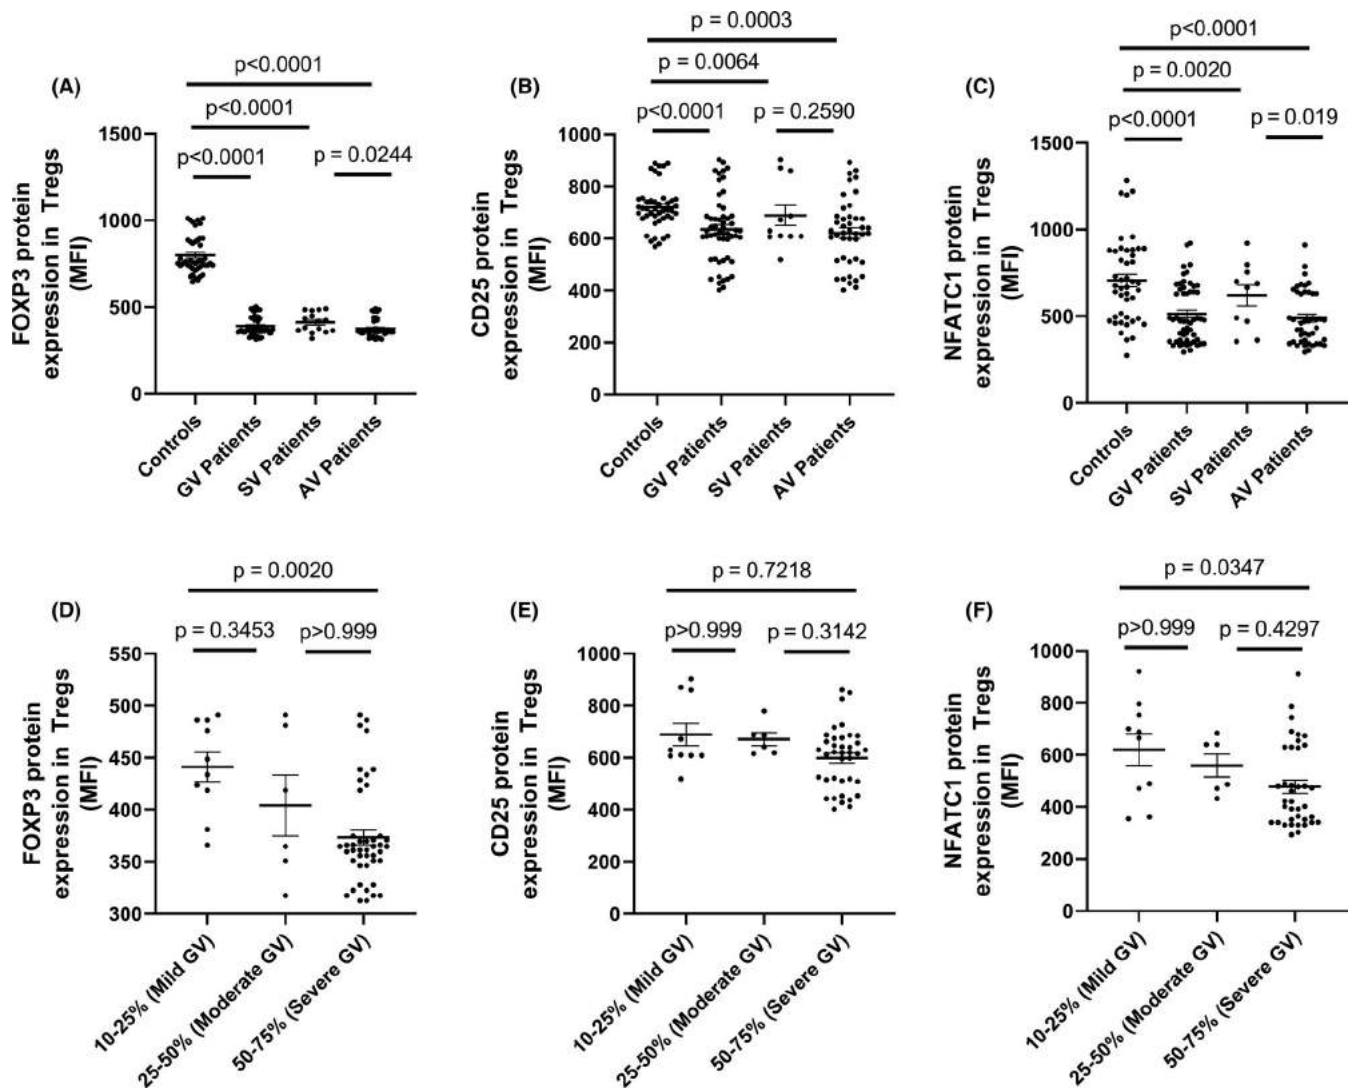 (A)
p<0.0001
p<0.0001
p<0.0001
p = 0.0244
FOXP3 protein
expression in Tregs
(MFI)
1500
1000
500
0
Controls
GV Patients
SV Patients
AV Patients
(B)
p = 0.0003
p = 0.0064
p<0.0001
p = 0.2590
CD25 protein
expression in Tregs
(MFI)
1000
800
600
400
200
0
Controls
GV Patients
SV Patients
AV Patients
(C)
p<0.0001
p = 0.0020
p<0.0001
p = 0.019
NFATC1 protein
expression in Tregs
(MFI)
1500
1000
500
0
Controls
GV Patients
SV Patients
AV Patients
(D)
p = 0.0020
p = 0.3453
p>0.999
FOXP3 protein
expression in Tregs
(MFI)
550
500
450
400
350
300
10-25% (Mild GV)
25-50% (Moderate GV)
50-75% (Severe GV)
(E)
p = 0.7218
p>0.999
p = 0.3142
CD25 protein
expression in Tregs
(MFI)
1000
800
600
400
200
0
10-25% (Mild GV)
25-50% (Moderate GV)
50-75% (Severe GV)
(F)
p = 0.0347
p>0.999
p = 0.4297
NFATC1 protein
expression in Tregs
(MFI)
1000
800
600
400
200
0
10-25% (Mild GV)
25-50% (Moderate GV)
50-75% (Severe GV)